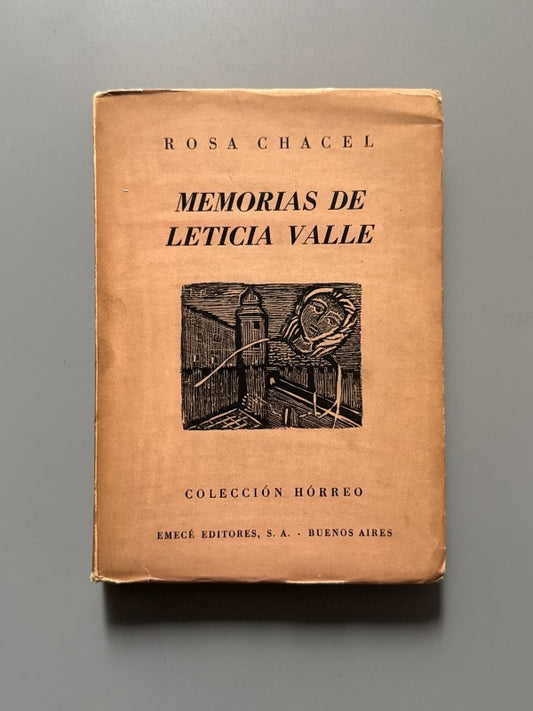 ROSA CHACEL
MEMORIAS DE
LETICIA VALLE
COLECCIÓN HÓRREO
EMECÉ EDITORES, S. A. · BUENOS AIRES